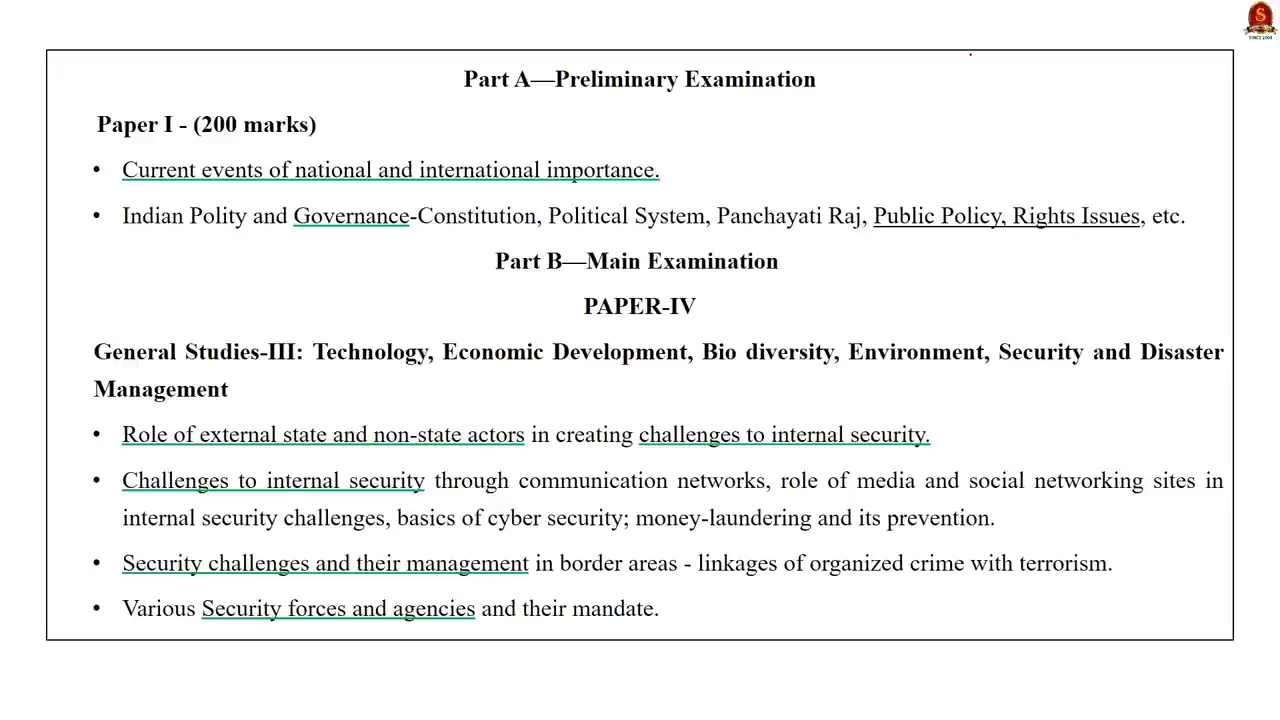 S
SINCE 2004
Part A—Preliminary Examination
Paper I - (200 marks)
• Current events of national and international importance.
• Indian Polity and Governance-Constitution, Political System, Panchayati Raj, Public Policy, Rights Issues, etc.
Part B—Main Examination
PAPER-IV
General Studies-III: Technology, Economic Development, Bio diversity, Environment, Security and Disaster
Management
• Role of external state and non-state actors in creating challenges to internal security.
• Challenges to internal security through communication networks, role of media and social networking sites in
internal security challenges, basics of cyber security; money-laundering and its prevention.
• Security challenges and their management in border areas - linkages of organized crime with terrorism.
• Various Security forces and agencies and their mandate.